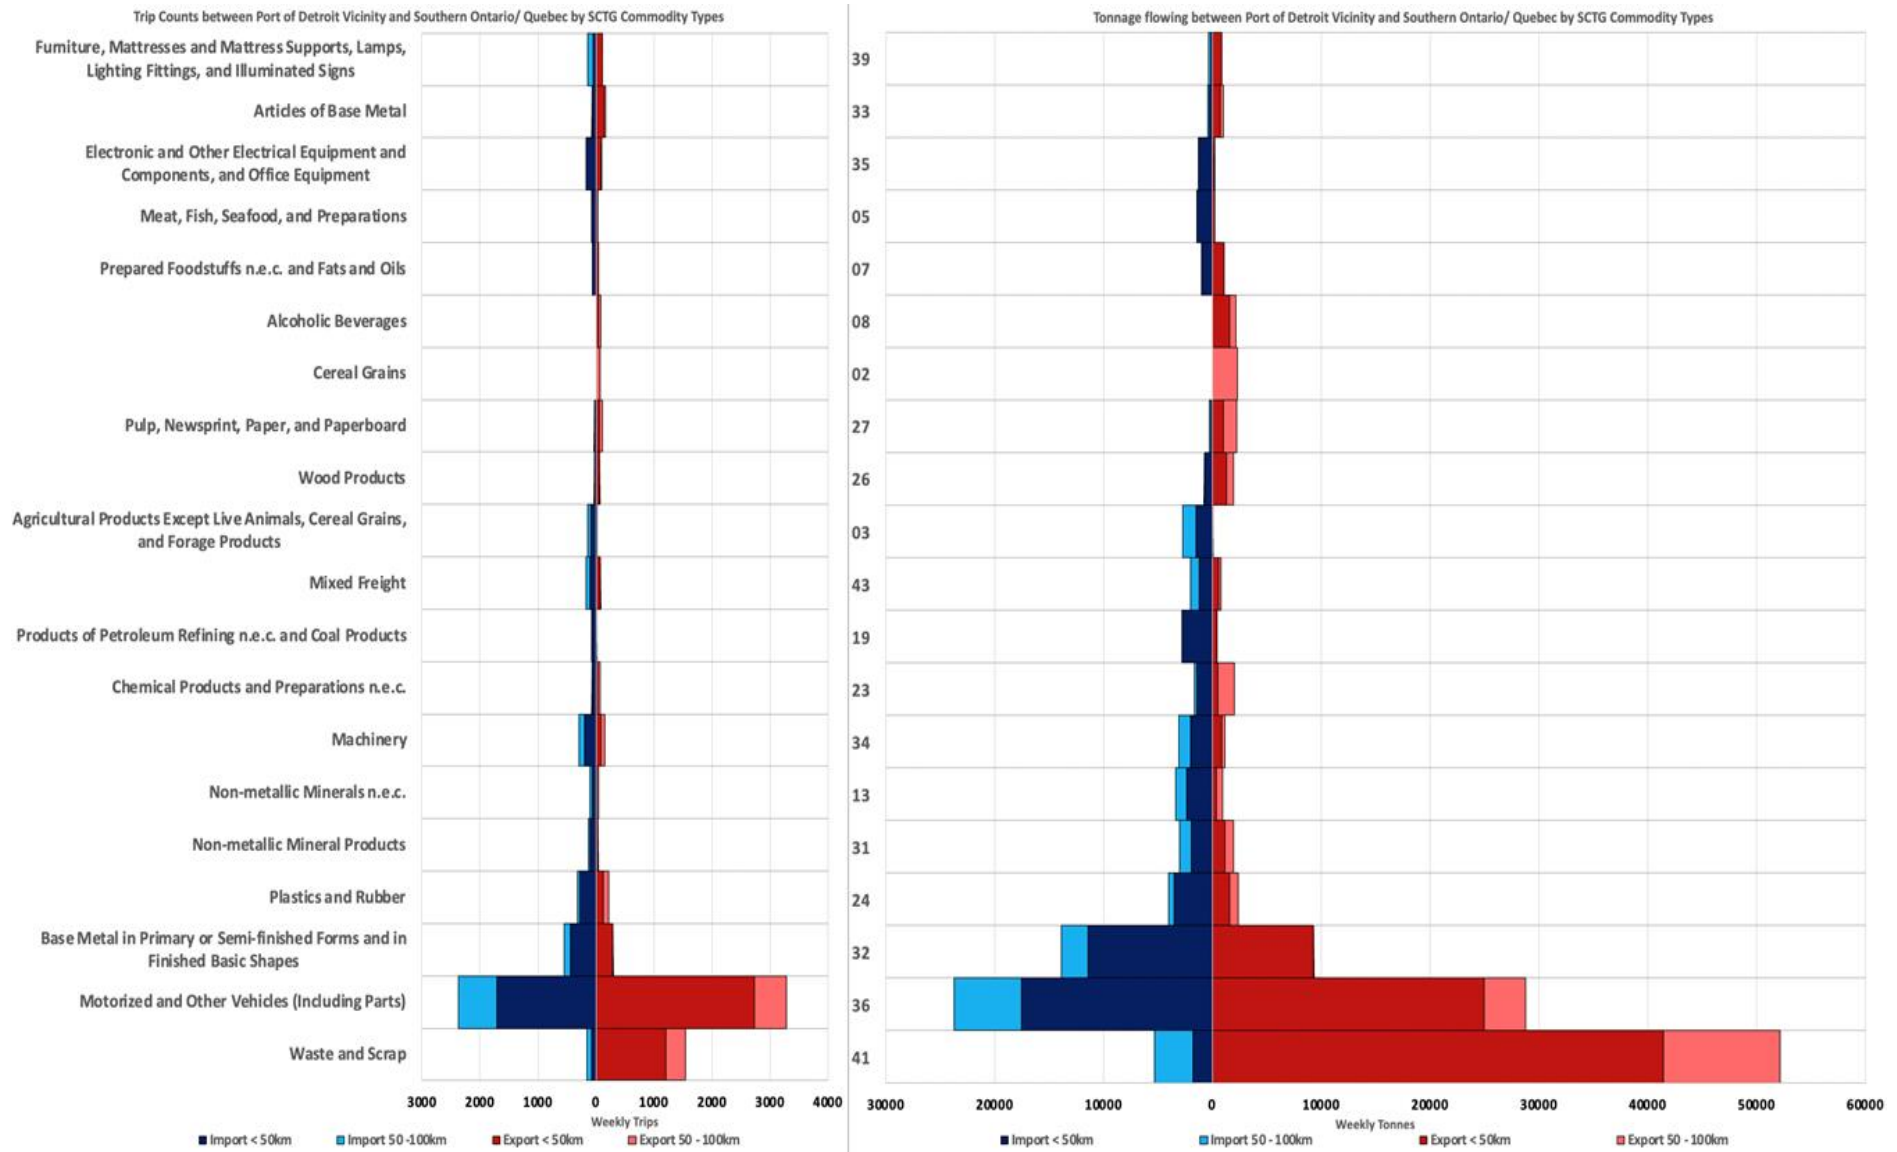 Trip Counts between Port of Detroit Vicinity and Southern Ontario/ Quebec by SCTG Commodity Types
Furniture, Mattresses and Mattress Supports, Lamps,
Lighting Fittings, and Illuminated Signs
Articles of Base Metal
Electronic and Other Electrical Equipment and
Components, and Office Equipment
Meat, Fish, Seafood, and Preparations
Prepared Foodstuffs n.e.c. and Fats and Oils
Alcoholic Beverages
Cereal Grains
Pulp, Newsprint, Paper, and Paperboard
Wood Products
Agricultural Products Except Live Animals, Cereal Grains,
and Forage Products
Mixed Freight
Products of Petroleum Refining n.e.c. and Coal Products
Chemical Products and Preparations n.e.c.
Machinery
Non-metallic Minerals n.e.c.
Non-metallic Mineral Products
Plastics and Rubber
Base Metal in Primary or Semi-finished Forms and in
Finished Basic Shapes
Motorized and Other Vehicles (Including Parts)
Waste and Scrap
3000 2000 1000 0 1000 2000 3000 4000
Weekly Trips
Import < 50km Import 50 -100km Export < 50km Export 50 - 100km
Tonnage flowing between Port of Detroit Vicinity and Southern Ontario/ Quebec by SCTG Commodity Types
39
33
35
05
07
08
02
27
26
03
43
19
23
34
13
31
24
32
36
41
30000 20000 10000 0 10000 20000 30000 40000 50000 60000
Weekly Tonnes
Import < 50km Import 50 - 100km Export < 50km Export 50 - 100km